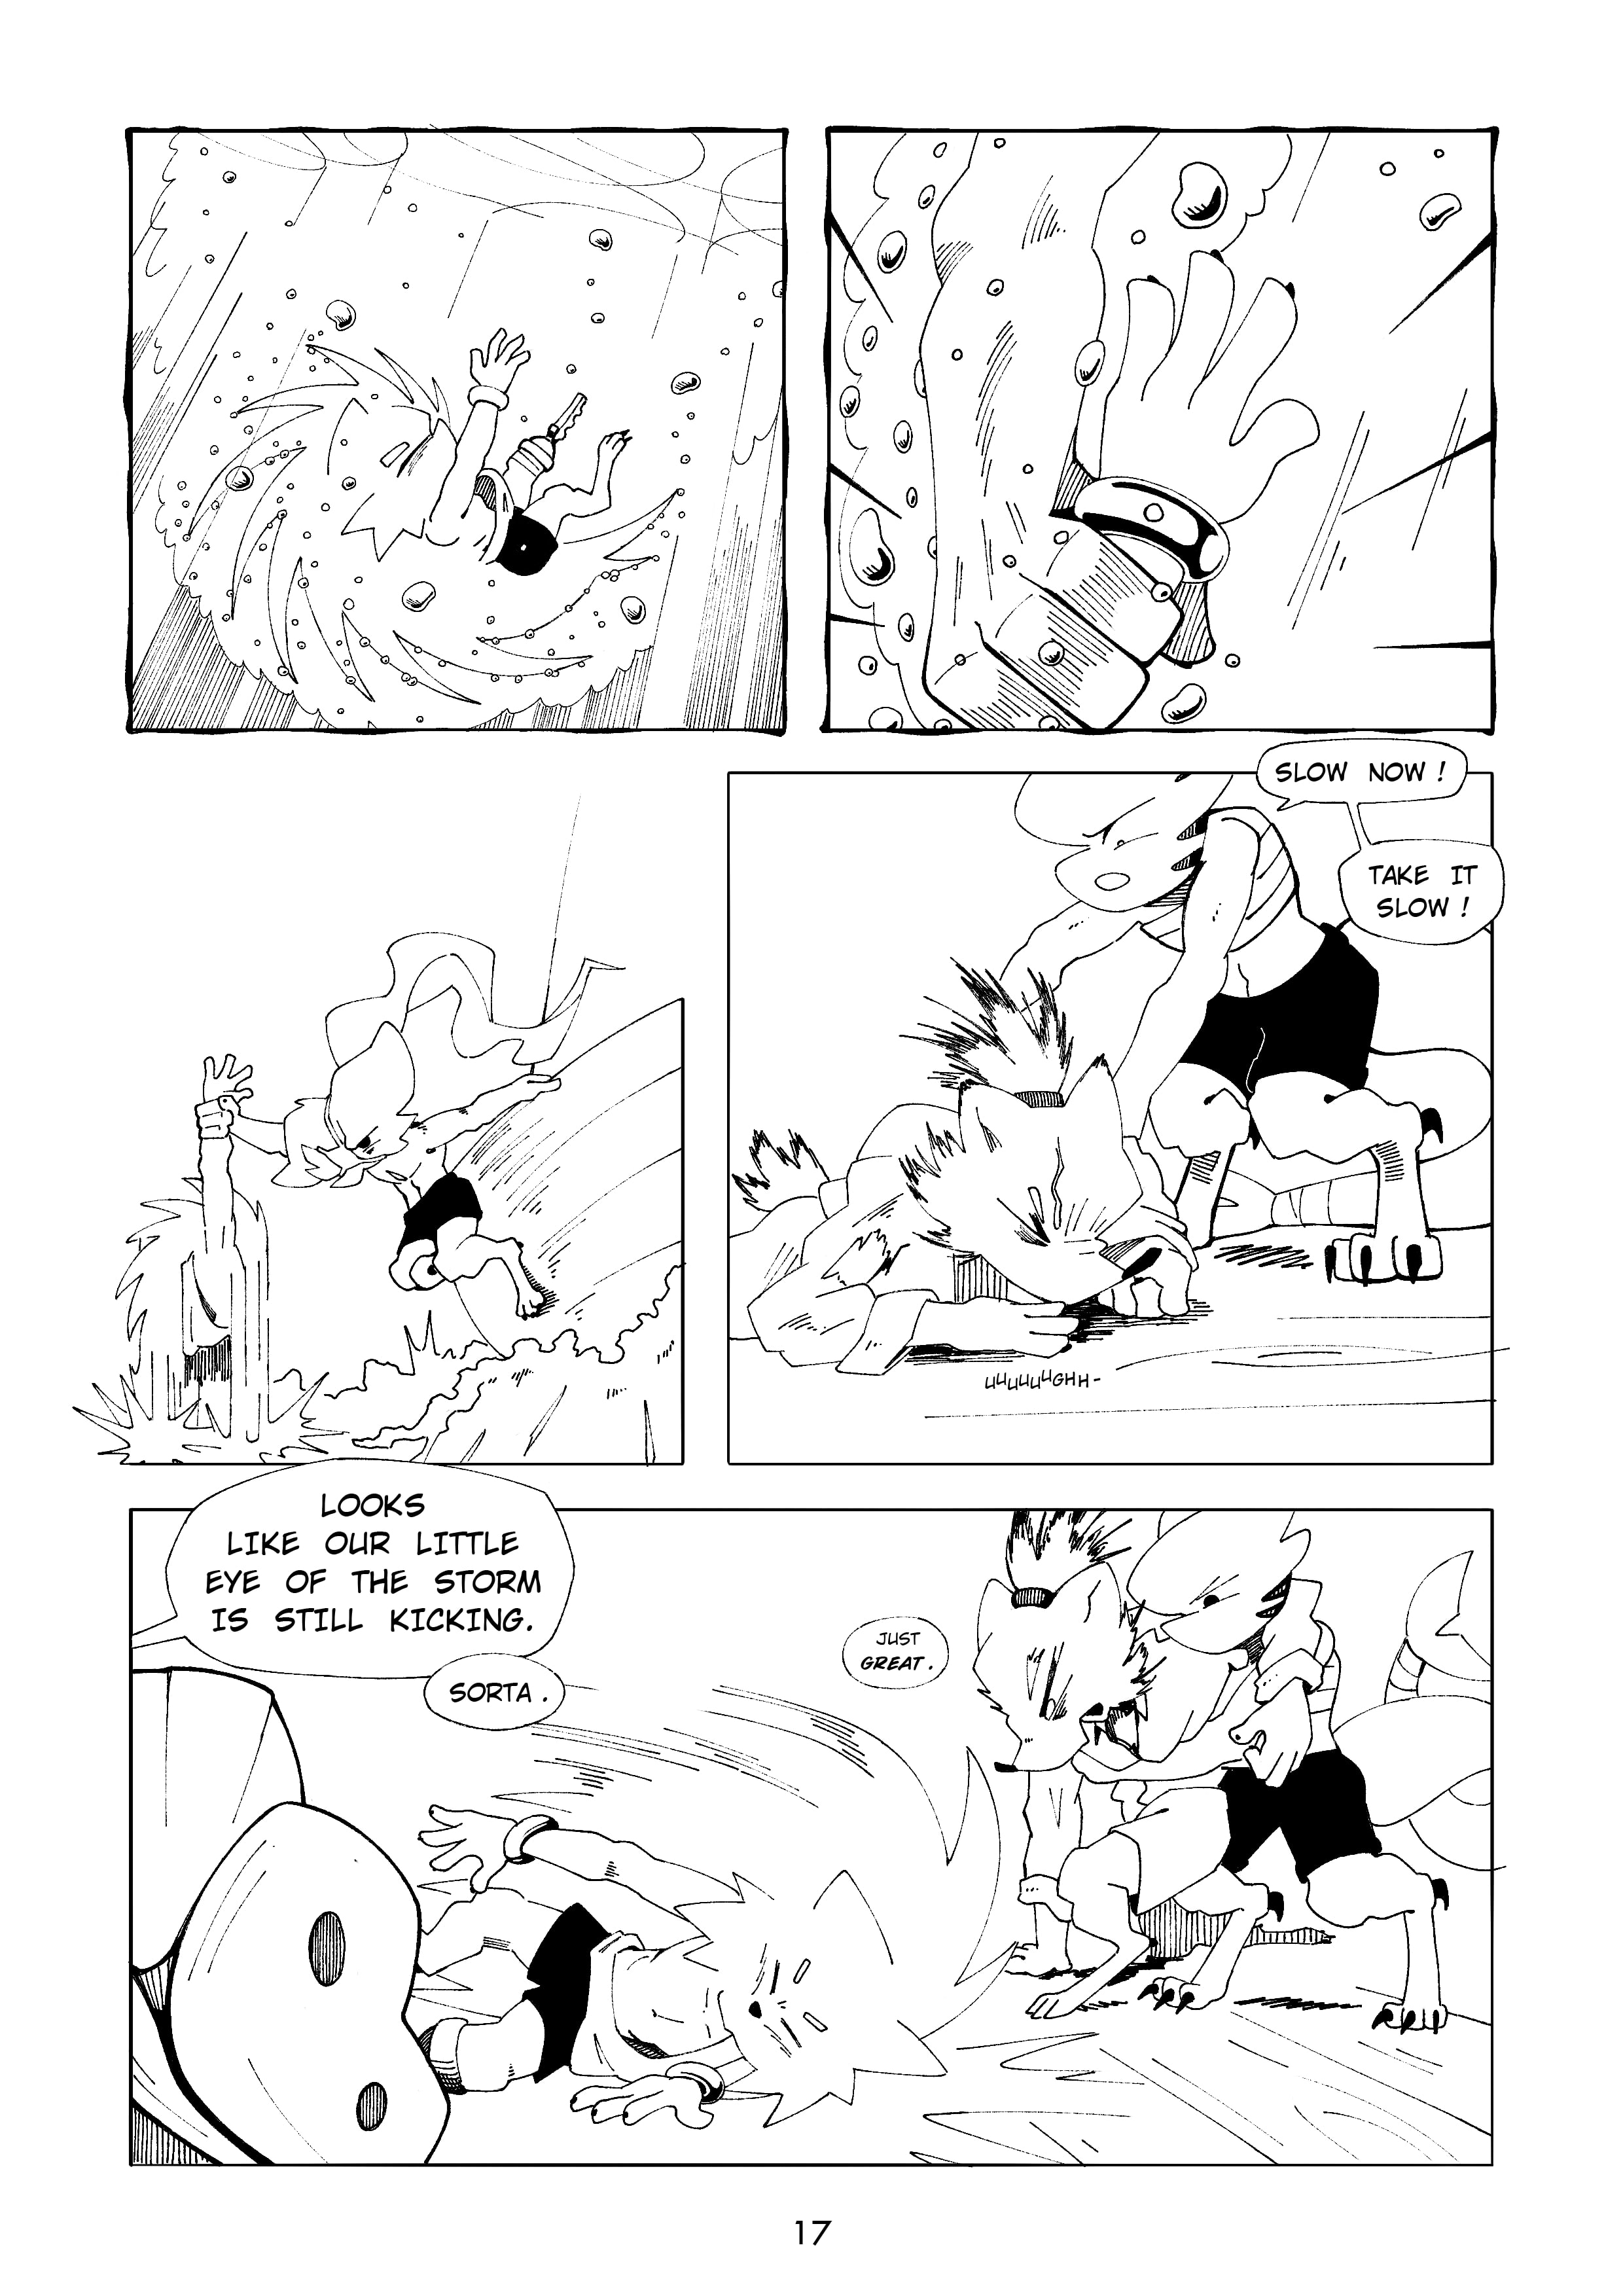 SLOW NOW!
TAKE IT
SLOW!
UUUUUUGHH-
LOOKS
LIKE OUR LITTLE
EYE OF THE STORM
IS STILL KICKING.
SORTA.
JUST
GREAT.
17